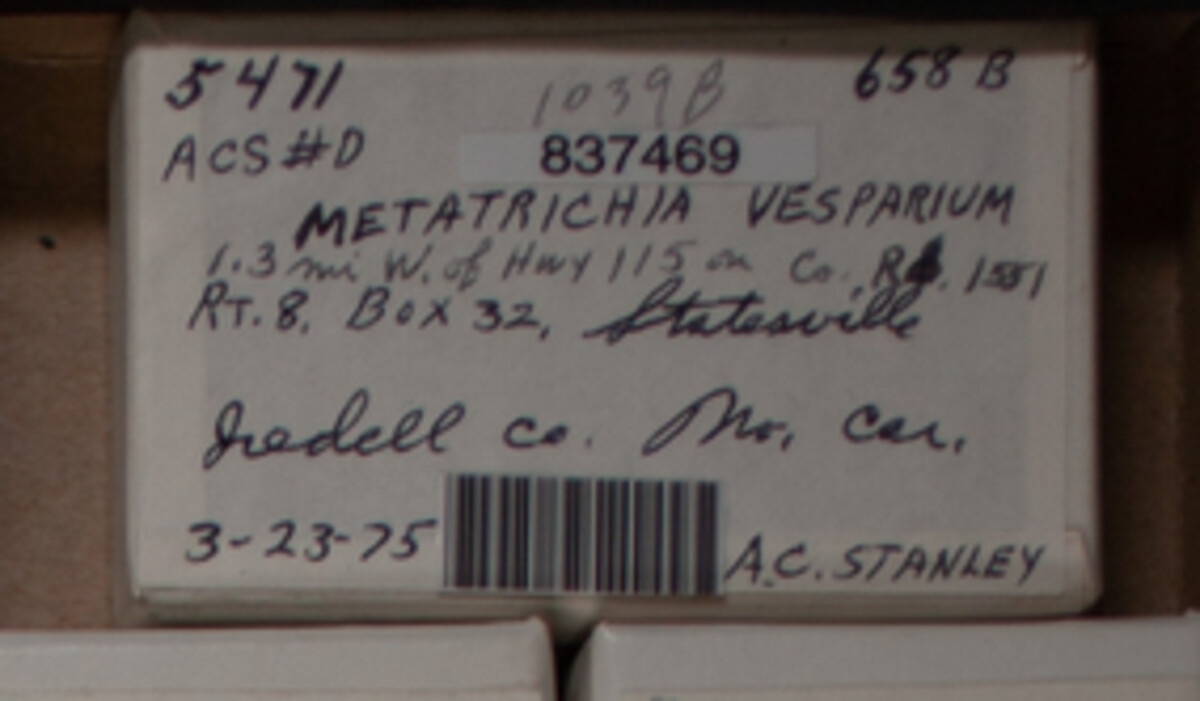 5471 1039B 658 B
ACS#D 837469
METATRICHIA VESPARIUM
1.3 mi W. of Hwy 115 on Co. Rd. 1551
RT. 8, Box 32, Statesville
Iredell co. No. Car.
3-23-75 A.C. STANLEY